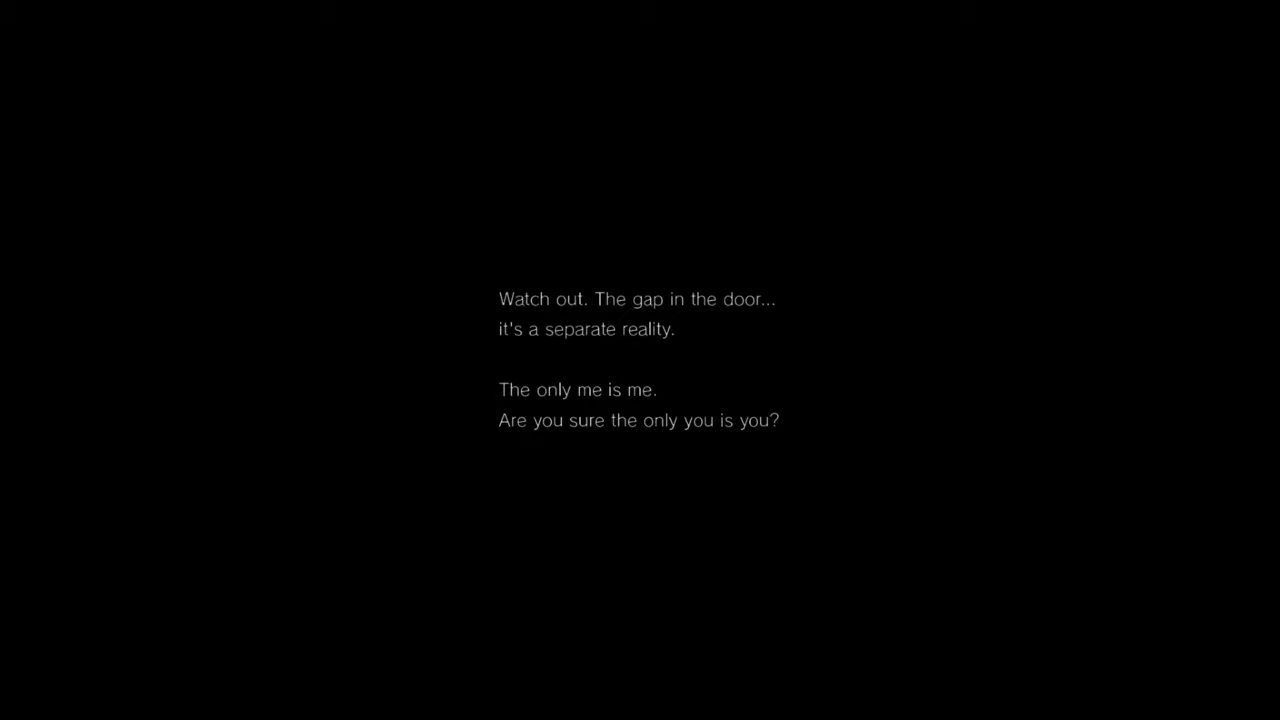 Watch out. The gap in the door...
it's a separate reality.
The only me is me.
Are you sure the only you is you?